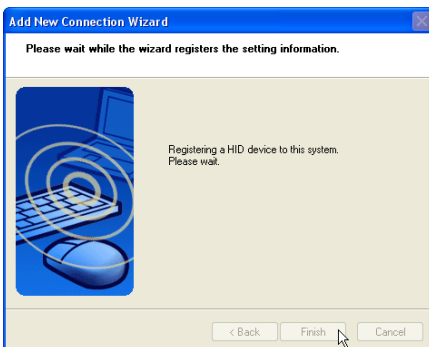 Add New Connection Wizard
Please wait while the wizard registers the setting information.
Registering a HID device to this system.
Please wait.
< Back
Finish
Cancel